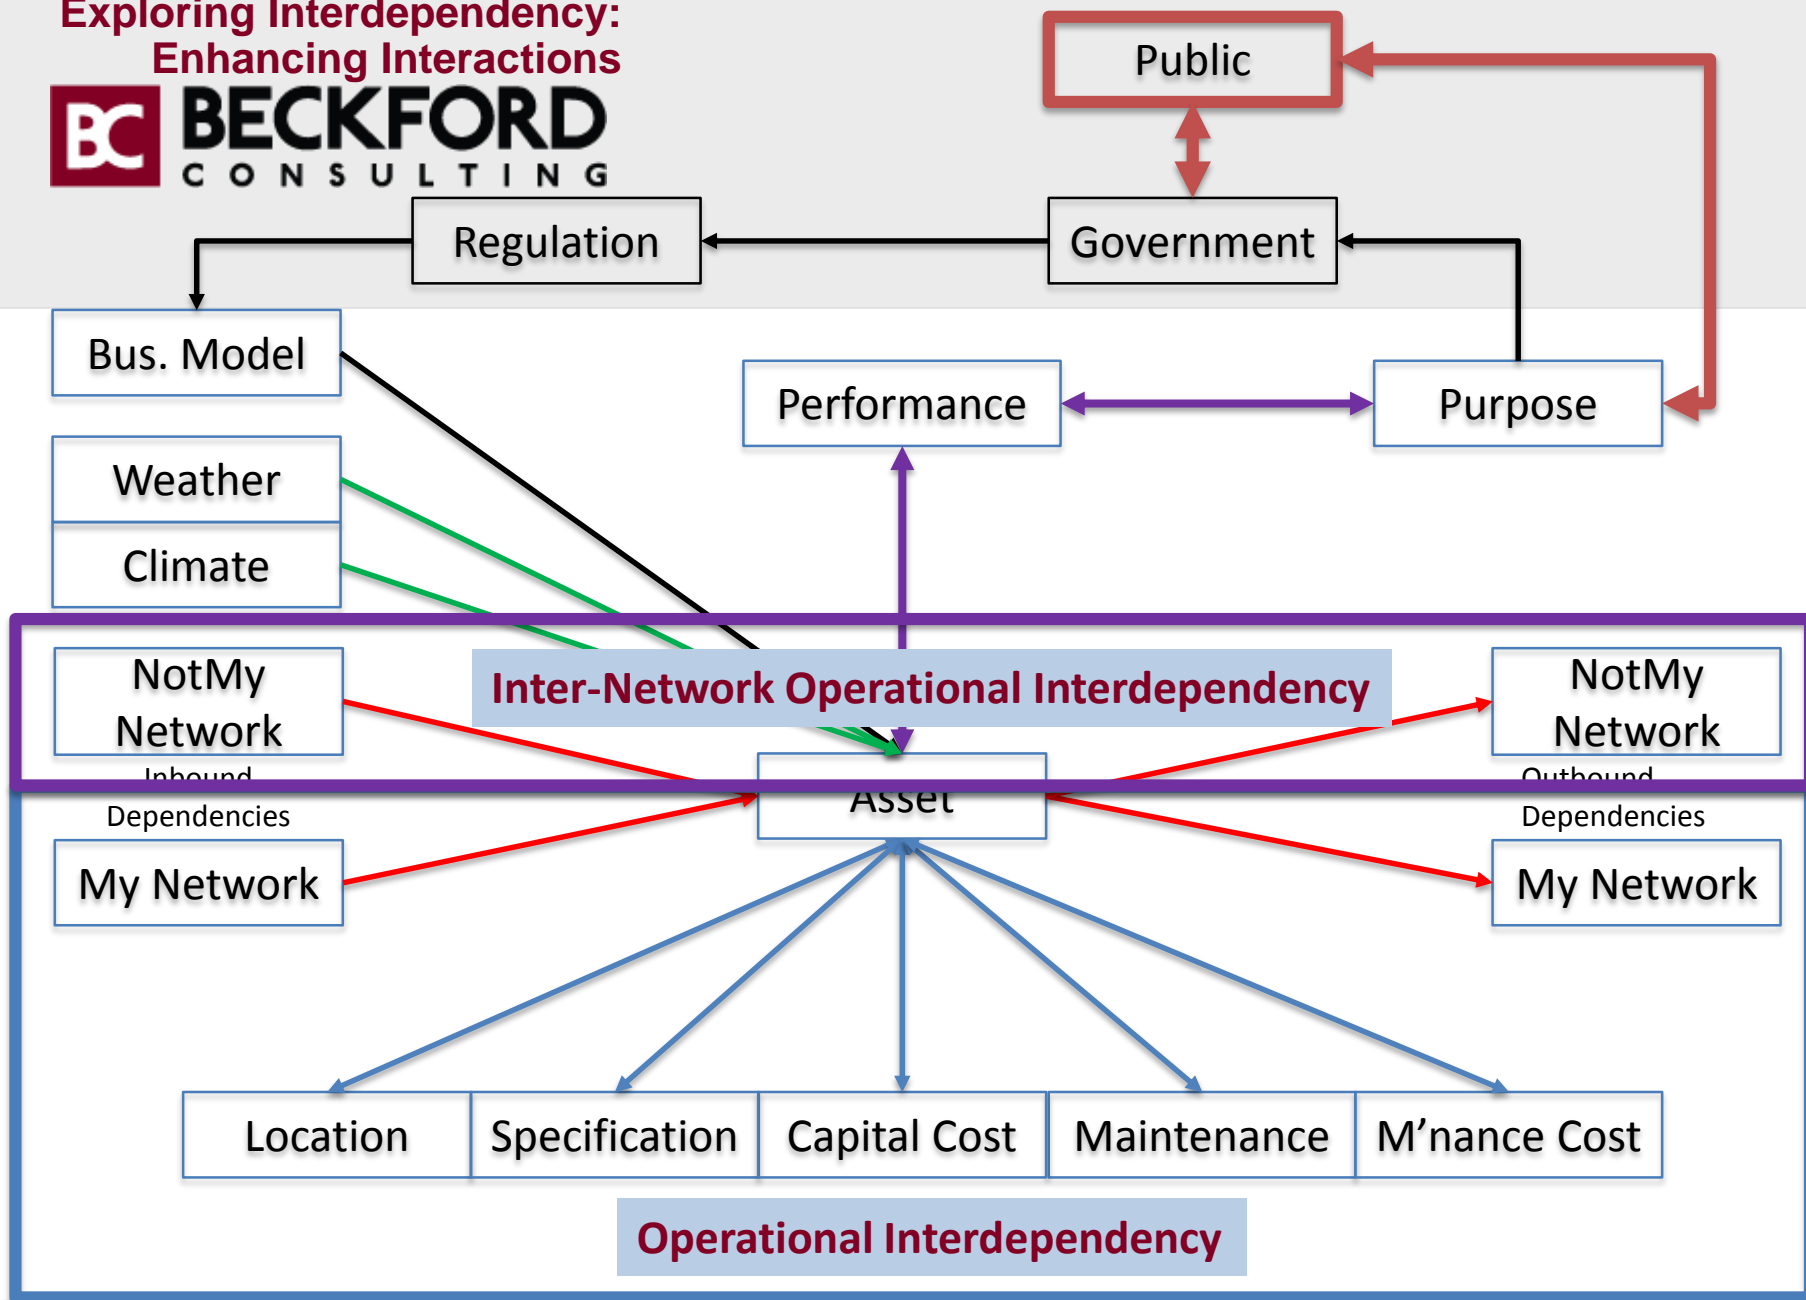 Exploring Interdependency:
Enhancing Interactions
BC BECKFORD
CONSULTING
Public
Regulation
Government
Bus. Model
Performance
Purpose
Weather
Climate
NotMy
Network
Inter-Network Operational Interdependency
NotMy
Network
Inbound
Dependencies
Asset
Outbound
Dependencies
My Network
My Network
Location
Specification
Capital Cost
Maintenance
M’nance Cost
Operational Interdependency